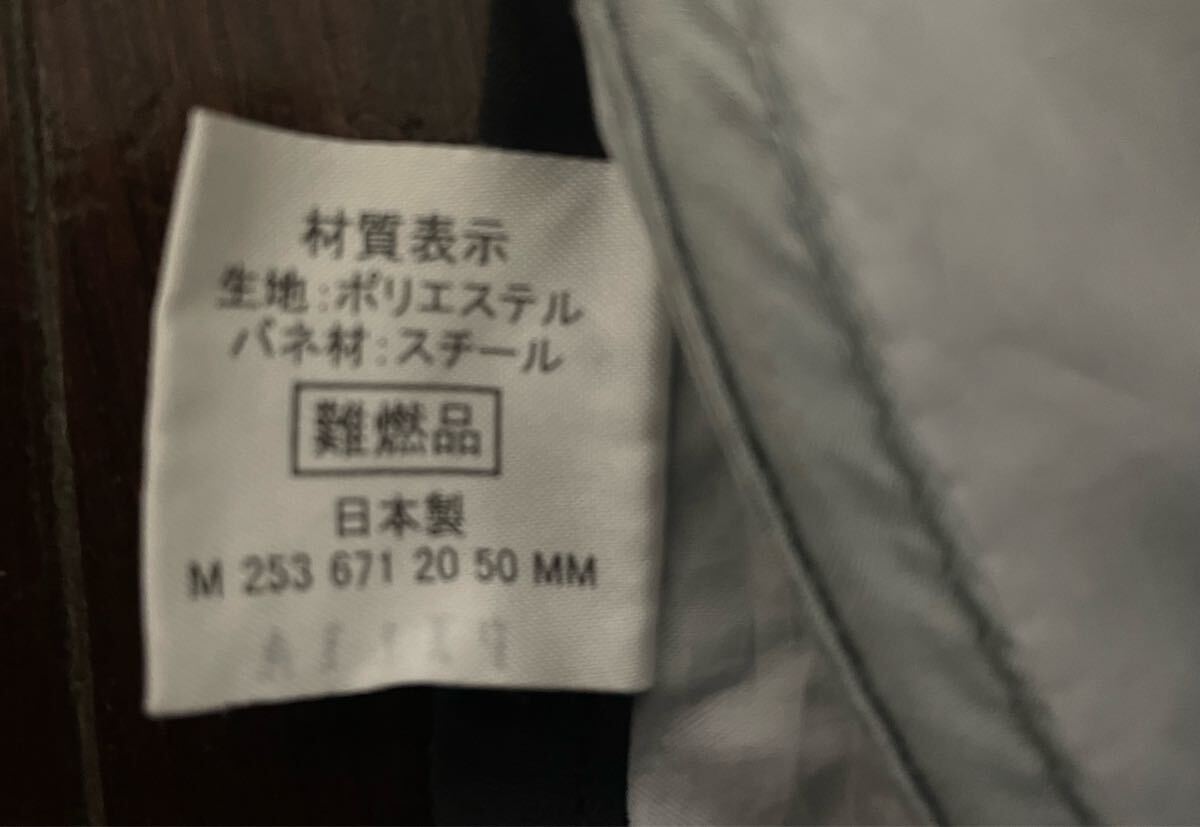 材質表示
生地:ポリエステル
バネ材:スチール
難燃品
日本製
M 253 671 20 50 MM